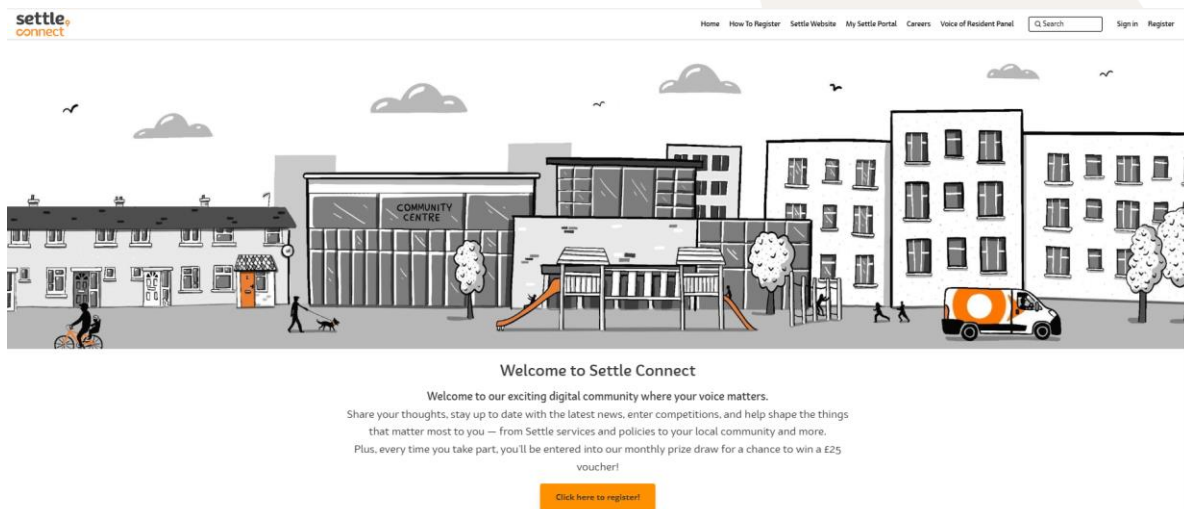 settle
connect
Home How To Register Settle Website My Settle Portal Careers Voice of Resident Panel Search Sign in Register
COMMUNITY
CENTRE
Welcome to Settle Connect
Welcome to our exciting digital community where your voice matters.
Share your thoughts, stay up to date with the latest news, enter competitions, and help shape the things
that matter most to you — from Settle services and policies to your local community and more.
Plus, every time you take part, you'll be entered into our monthly prize draw for a chance to win a £25
voucher!
Click here to register!